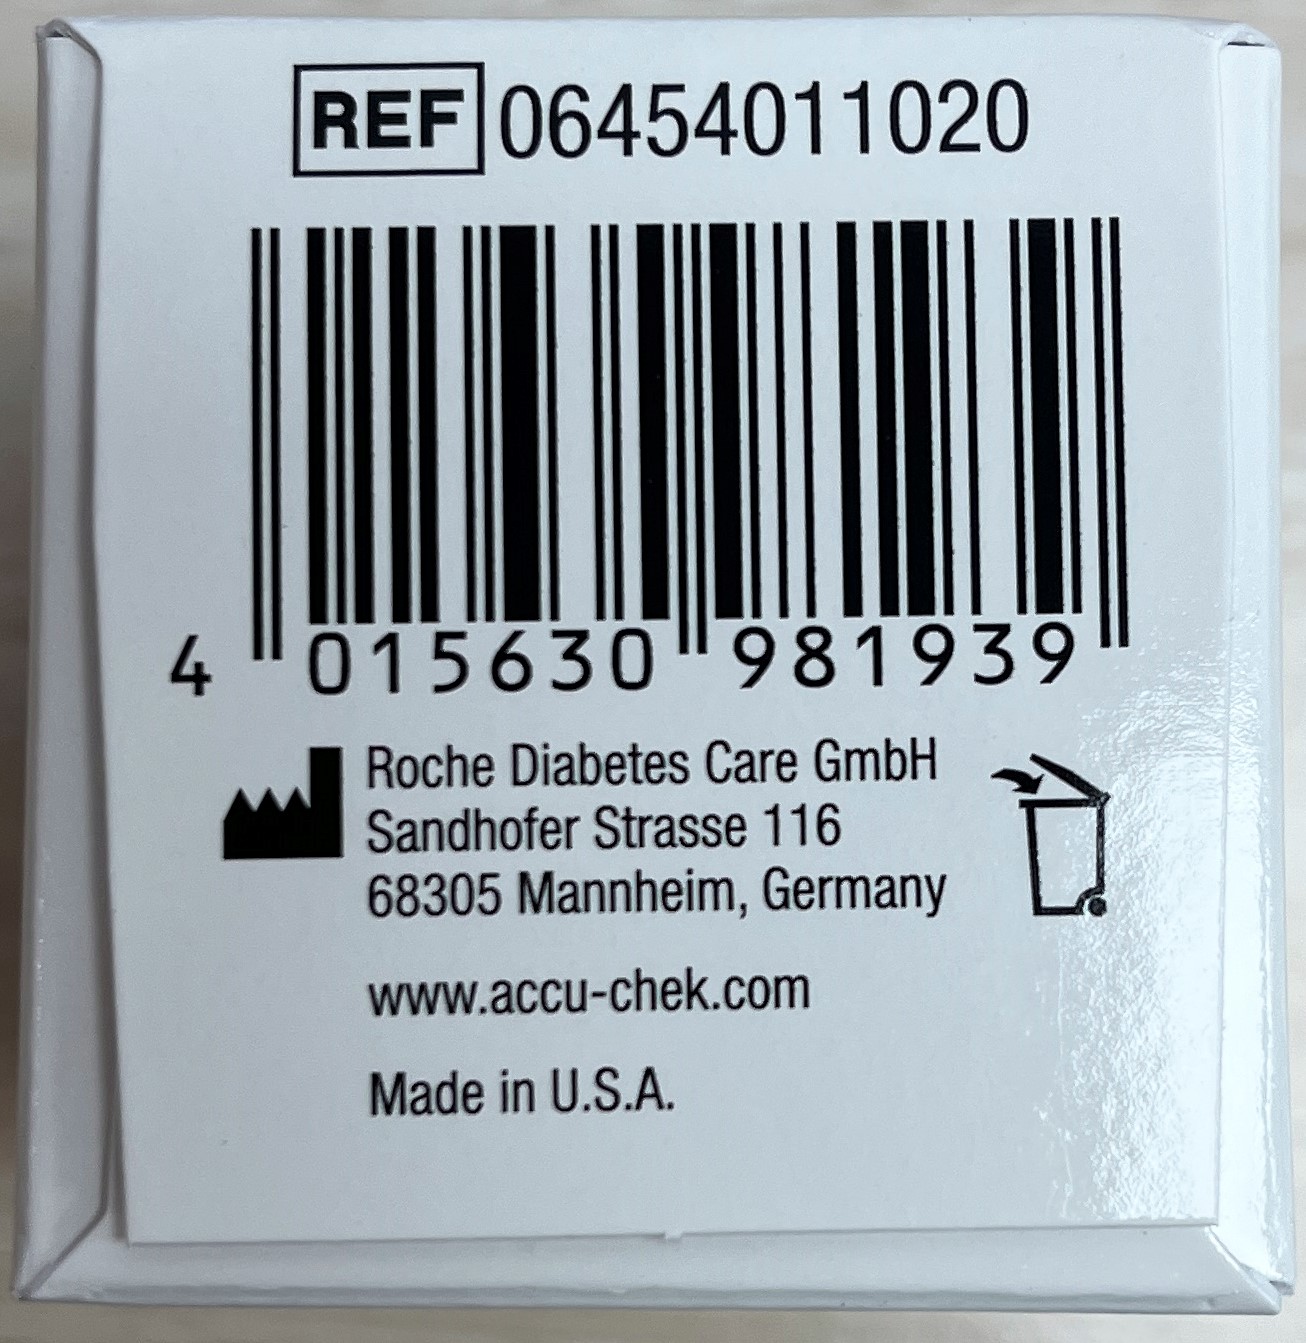 REF 06454011020
4 015630 981939
Roche Diabetes Care GmbH
Sandhofer Strasse 116
68305 Mannheim, Germany
www.accu-chek.com
Made in U.S.A.